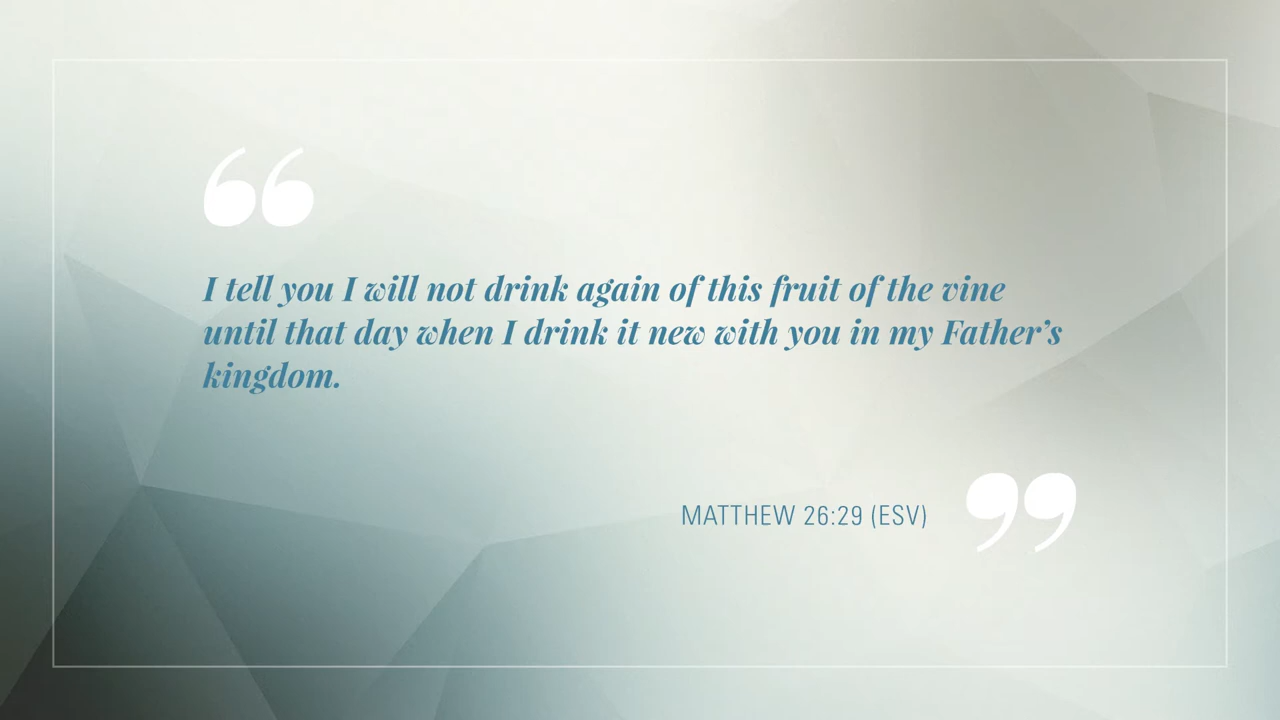 “
I tell you I will not drink again of this fruit of the vine
until that day when I drink it new with you in my Father’s
kingdom.
MATTHEW 26:29 (ESV) ”